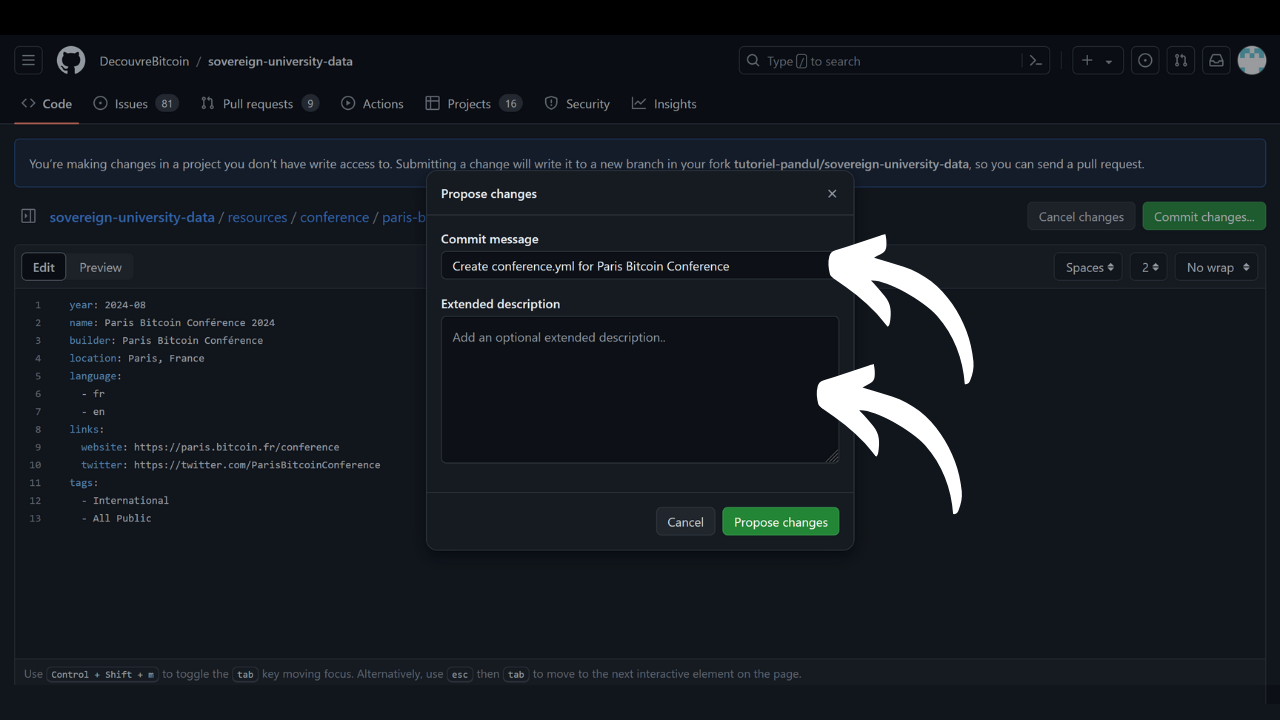 DecouvreBitcoin / sovereign-university-data
Type / to search
Code
Issues 81
Pull requests 9
Actions
Projects 16
Security
Insights
You're making changes in a project you don't have write access to. Submitting a change will write it to a new branch in your fork tutoriel-pandul/sovereign-university-data, so you can send a pull request.
sovereign-university-data / resources / conference / paris-b
Cancel changes
Commit changes...
Edit
Preview
Spaces
2
No wrap
1 year: 2024-08
2 name: Paris Bitcoin Conférence 2024
3 builder: Paris Bitcoin Conférence
4 location: Paris, France
5 language:
6 - fr
7 - en
8 links:
9 website: https://paris.bitcoin.fr/conference
10 twitter: https://twitter.com/ParisBitcoinConference
11 tags:
12 - International
13 - All Public
Propose changes
Commit message
Create conference.yml for Paris Bitcoin Conference
Extended description
Add an optional extended description..
Cancel
Propose changes
Use Control + Shift + m to toggle the tab key moving focus. Alternatively, use esc then tab to move to the next interactive element on the page.